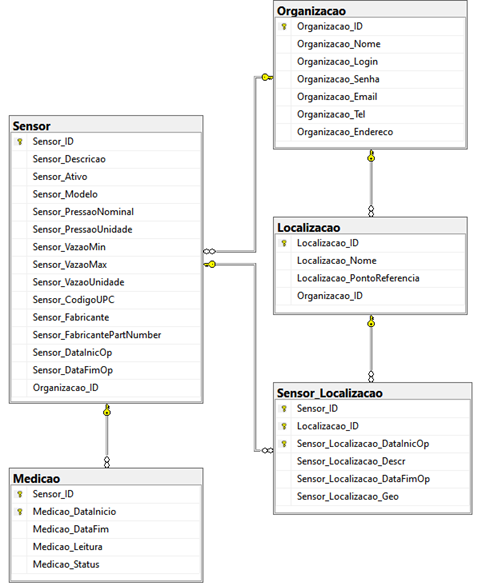 Organizacao
Organizacao_ID
Organizacao_Nome
Organizacao_Login
Organizacao_Senha
Organizacao_Email
Organizacao_Tel
Organizacao_Endereco
Sensor
Sensor_ID
Sensor_Descricao
Sensor_Ativo
Sensor_Modelo
Sensor_PressaoNominal
Sensor_PressaoUnidade
Sensor_VazaoMin
Sensor_VazaoMax
Sensor_VazaoUnidade
Sensor_CodigoUPC
Sensor_Fabricante
Sensor_FabricantePartNumber
Sensor_DataInicOp
Sensor_DataFimOp
Organizacao_ID
Localizacao
Localizacao_ID
Localizacao_Nome
Localizacao_PontoReferencia
Organizacao_ID
Sensor_Localizacao
Sensor_ID
Localizacao_ID
Sensor_Localizacao_DataInicOp
Sensor_Localizacao_Descr
Sensor_Localizacao_DataFimOp
Sensor_Localizacao_Geo
Medicao
Sensor_ID
Medicao_DataInicio
Medicao_DataFim
Medicao_Leitura
Medicao_Status